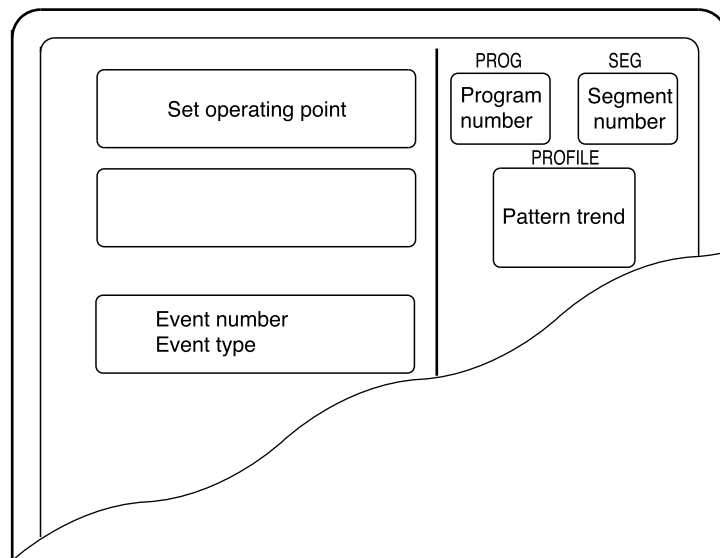 Set operating point
Event number
Event type
PROG
SEG
Program
number
Segment
number
PROFILE
Pattern trend